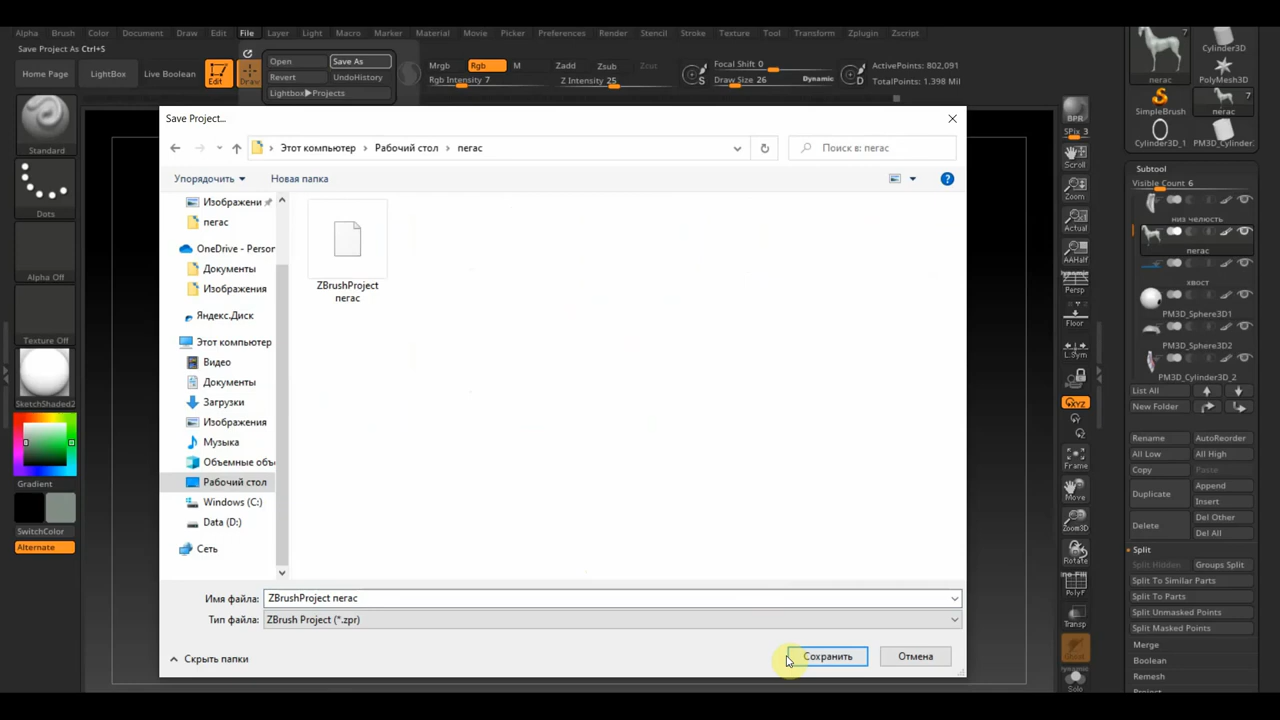 Alpha Brush Color Document Draw Edit File Layer Light Macro Marker Material Movie Picker Preferences Render Stencil Stroke Texture Tool Transform Zplugin Zscript
Save Project As Ctrl+S
Home Page
LightBox
Live Boolean
Edit
Draw
Open
Save As
Revert
UndoHistory
Lightbox▶Projects
Mrgb
Rgb
M
Rgb Intensity 7
Zadd
Zsub
Zcut
Z Intensity 25
S
Focal Shift 0
Draw Size 26
Dynamic
D
ActivePoints: 802,091
TotalPoints: 1.398 Mil
Standard
Dots
Alpha Off
Texture Off
SketchShaded2
Gradient
SwitchColor
Alternate
Save Project...
Этот компьютер
Рабочий стол
пегас
Поиск в: пегас
Упорядочить
Новая папка
Изображени
пегас
OneDrive - Person
Документы
Изображения
Яндекс.Диск
Этот компьютер
Видео
Документы
Загрузки
Изображения
Музыка
Объемные объ
Рабочий стол
Windows (C:)
Data (D:)
Сеть
ZBrushProject
пегас
Имя файла: ZBrushProject пегас
Тип файла: ZBrush Project (*.zpr)
Скрыть папки
Сохранить
Отмена
BPR
SPix 3
Scroll
Zoom
Actual
AAHalf
Dynamic
Persp
Floor
L.Sym
XYZ
Frame
Move
Zoom3D
Rotate
PolyF
Transp
Ghost
Dynamic
Solo
7
пегас
Cylinder3D
PolyMesh3D
SimpleBrush
7
пегас
Cylinder3D_1
PM3D_Cylinder.
Subtool
Visible Count 6
низ челюсть
пегас
хвост
PM3D_Sphere3D1
PM3D_Sphere3D2
PM3D_Cylinder3D_2
List All
New Folder
Rename
AutoReorder
All Low
All High
Copy
Paste
Duplicate
Append
Insert
Delete
Del Other
Del All
Split
Split Hidden
Groups Split
Split To Similar Parts
Split To Parts
Split Unmasked Points
Split Masked Points
Merge
Boolean
Remesh